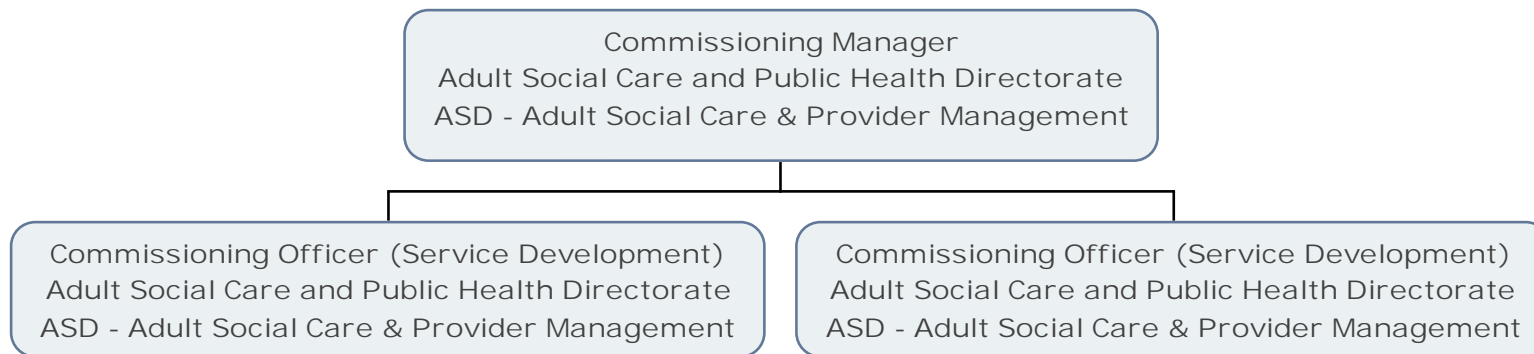 Commissioning Manager
Adult Social Care and Public Health Directorate
ASD - Adult Social Care & Provider Management
Commissioning Officer (Service Development)
Adult Social Care and Public Health Directorate
ASD - Adult Social Care & Provider Management
Commissioning Officer (Service Development)
Adult Social Care and Public Health Directorate
ASD - Adult Social Care & Provider Management